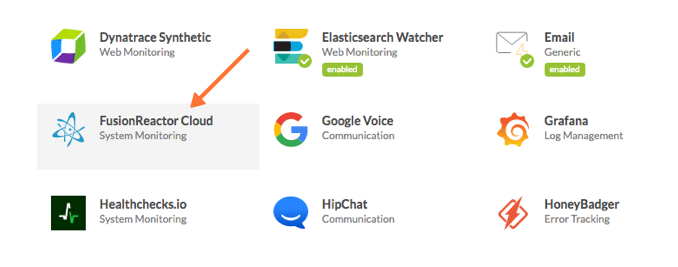 Dynatrace Synthetic
Web Monitoring
Elasticsearch Watcher
Web Monitoring
enabled
Email
Generic
enabled
FusionReactor Cloud
System Monitoring
Google Voice
Communication
Grafana
Log Management
Healthchecks.io
System Monitoring
HipChat
Communication
HoneyBadger
Error Tracking